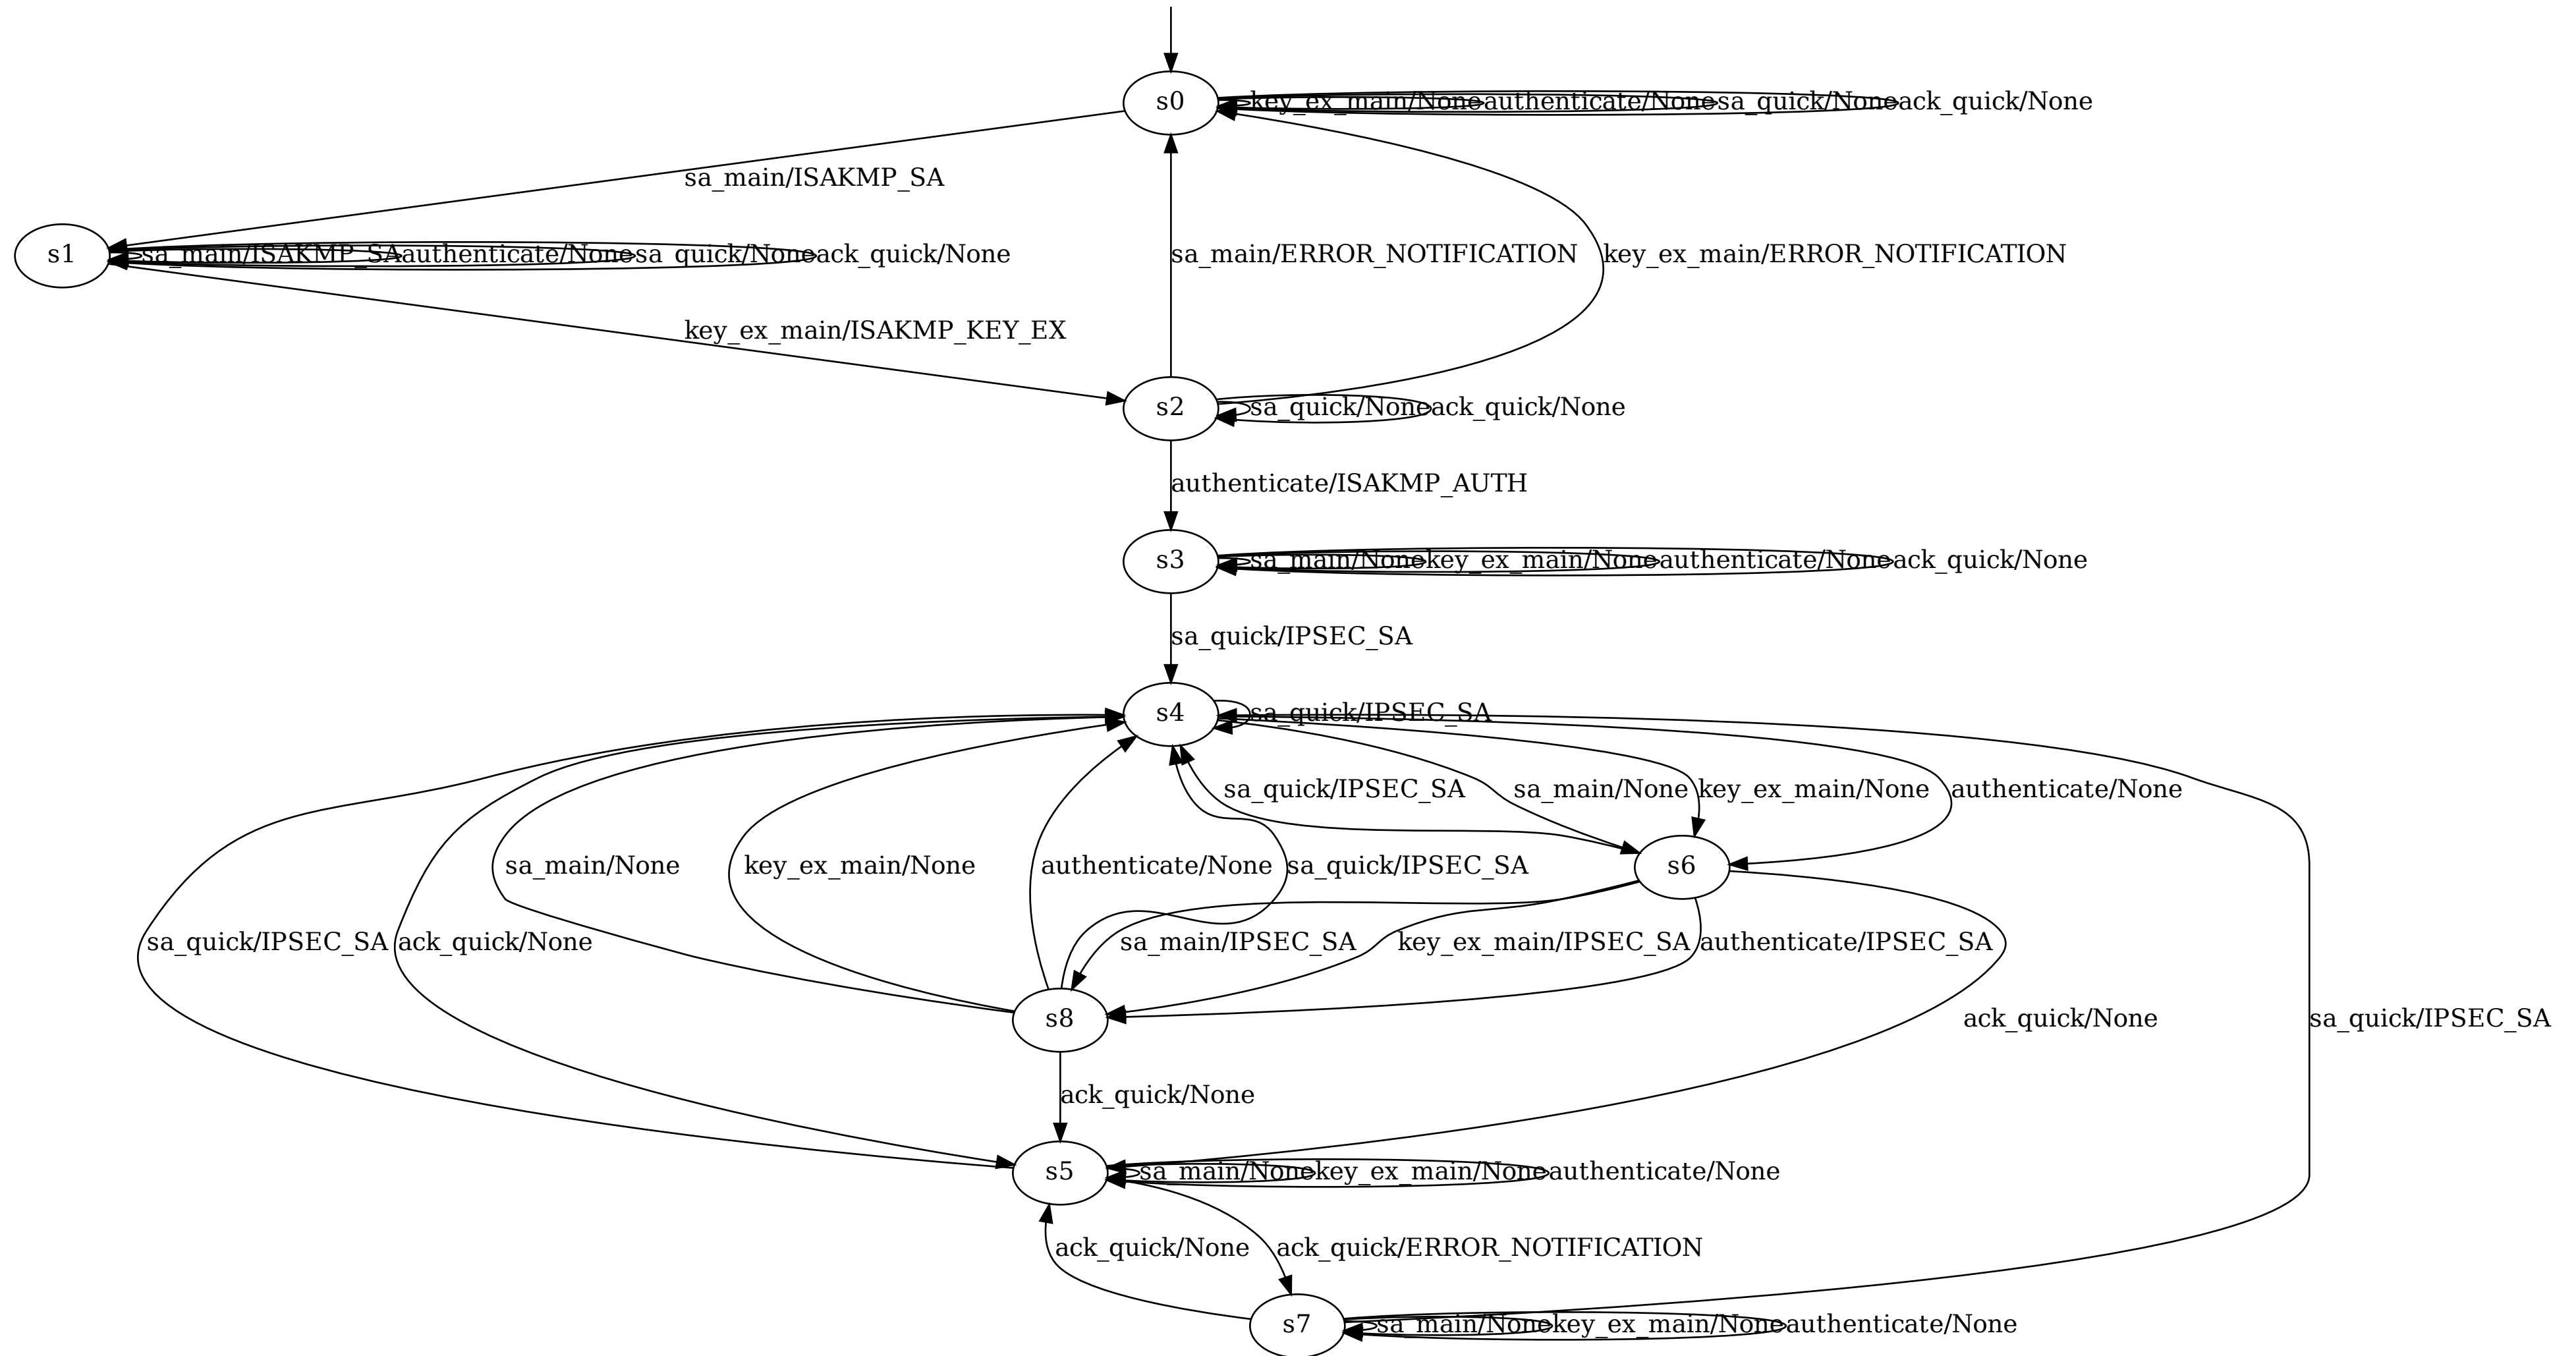 s0
key_ex_main/None authenticate/None sa_quick/None ack_quick/None
sa_main/ISAKMP_SA
s1
sa_main/ISAKMP_SA authenticate/None sa_quick/None ack_quick/None
sa_main/ERROR_NOTIFICATION
key_ex_main/ERROR_NOTIFICATION
key_ex_main/ISAKMP_KEY_EX
s2
sa_quick/None ack_quick/None
authenticate/ISAKMP_AUTH
s3
sa_main/None key_ex_main/None authenticate/None ack_quick/None
sa_quick/IPSEC_SA
s4
sa_quick/IPSEC_SA
sa_quick/IPSEC_SA
sa_main/None
key_ex_main/None
authenticate/None
sa_main/None
key_ex_main/None
authenticate/None
sa_quick/IPSEC_SA
s6
sa_quick/IPSEC_SA
ack_quick/None
sa_main/IPSEC_SA
key_ex_main/IPSEC_SA
authenticate/IPSEC_SA
s8
ack_quick/None
sa_quick/IPSEC_SA
ack_quick/None
s5
sa_main/None key_ex_main/None authenticate/None
ack_quick/None
ack_quick/ERROR_NOTIFICATION
s7
sa_main/None key_ex_main/None authenticate/None